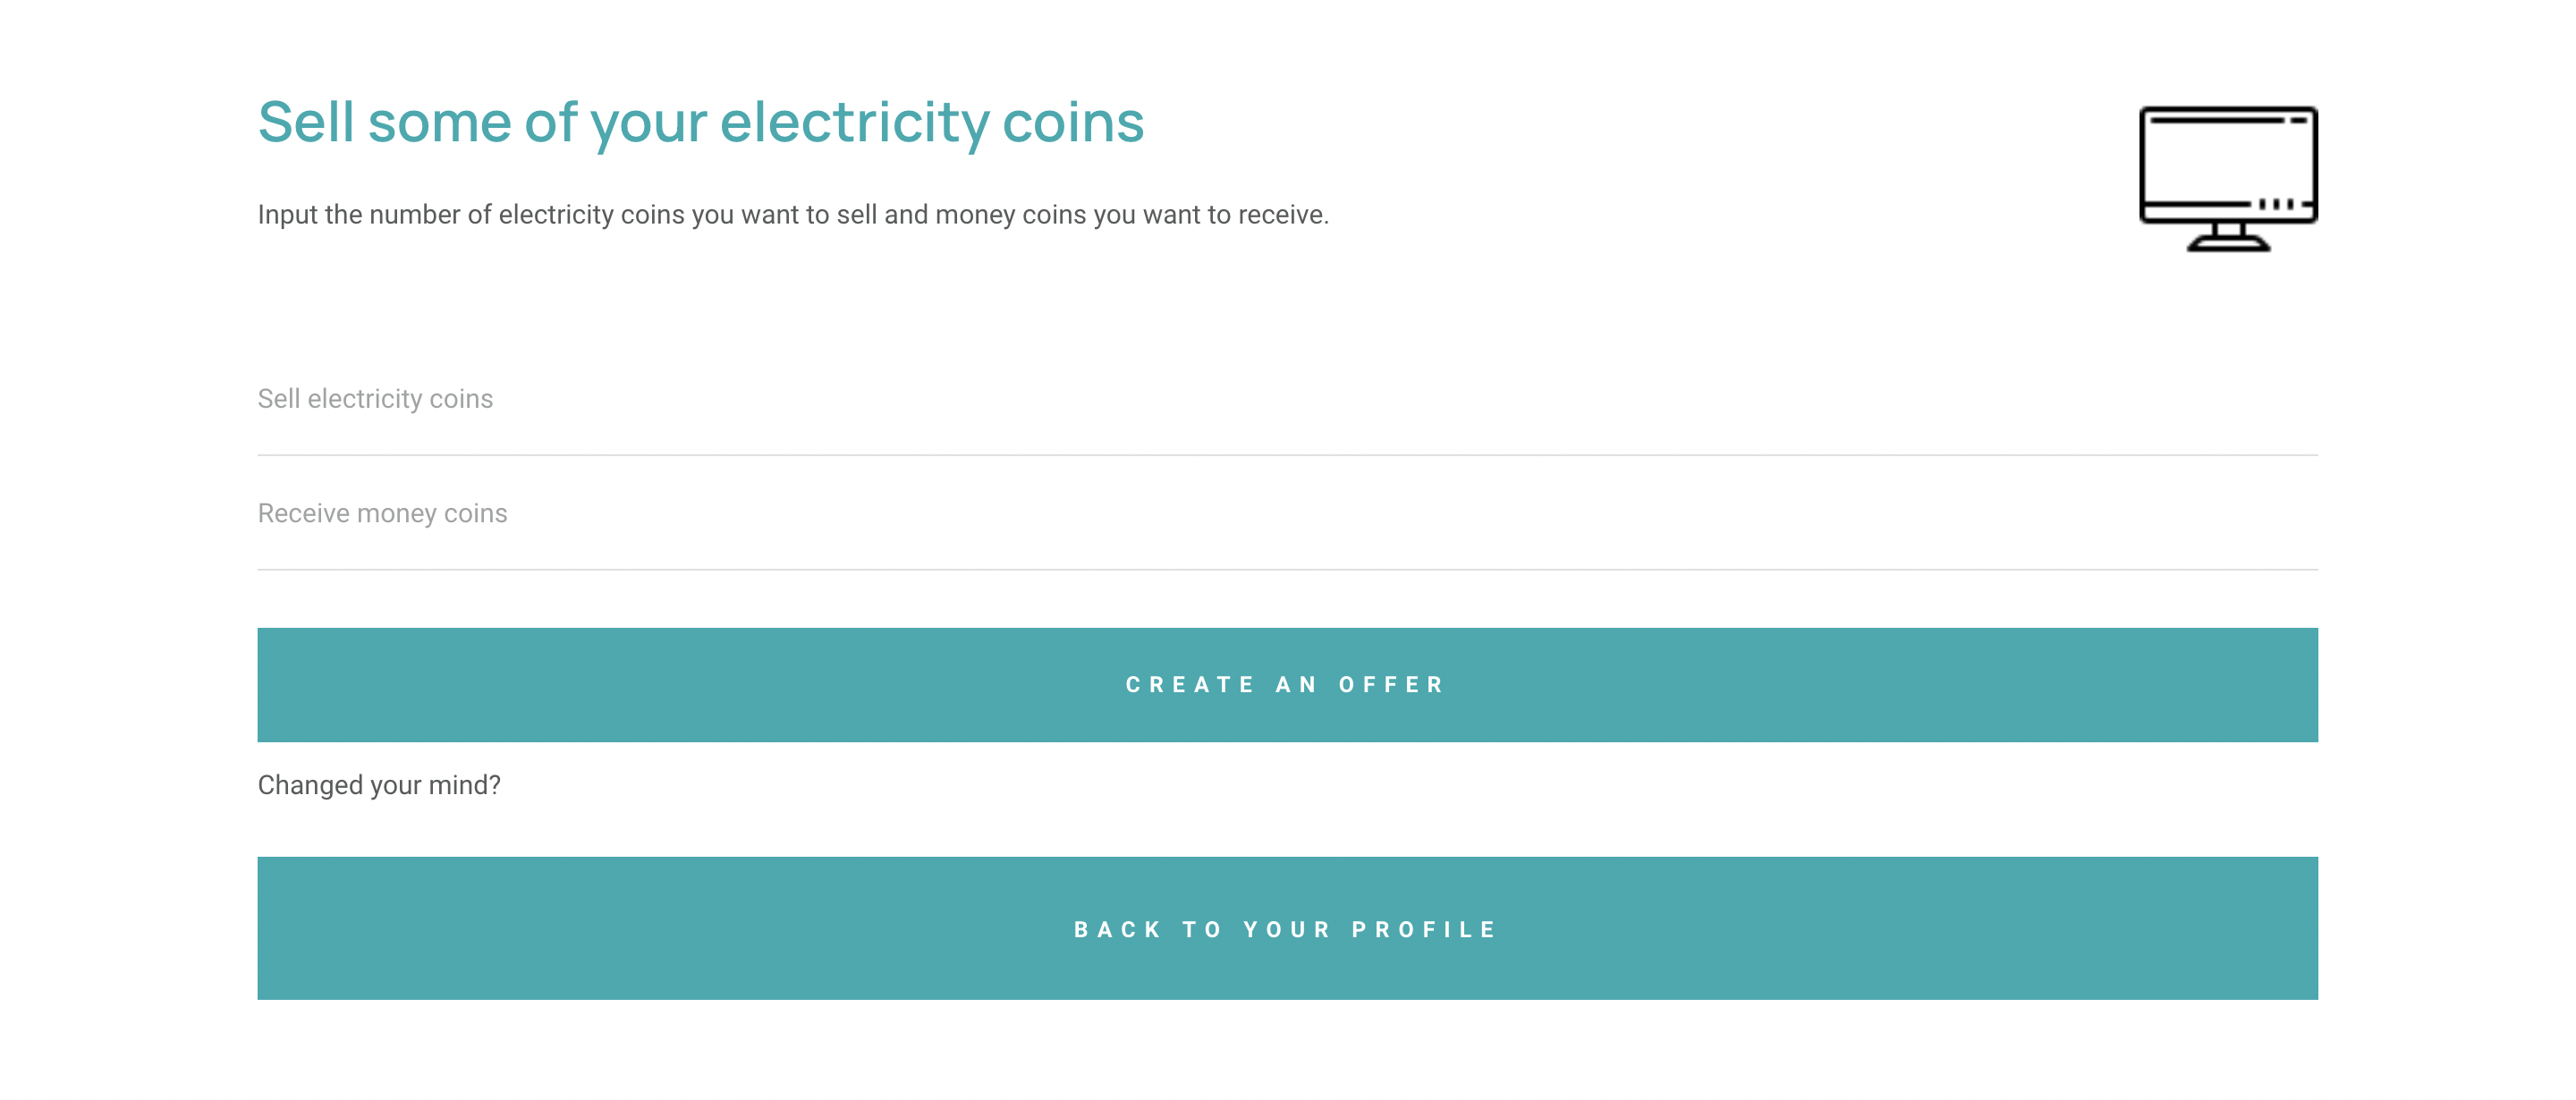 Sell some of your electricity coins
Input the number of electricity coins you want to sell and money coins you want to receive.
Sell electricity coins
Receive money coins
CREATE AN OFFER
Changed your mind?
BACK TO YOUR PROFILE